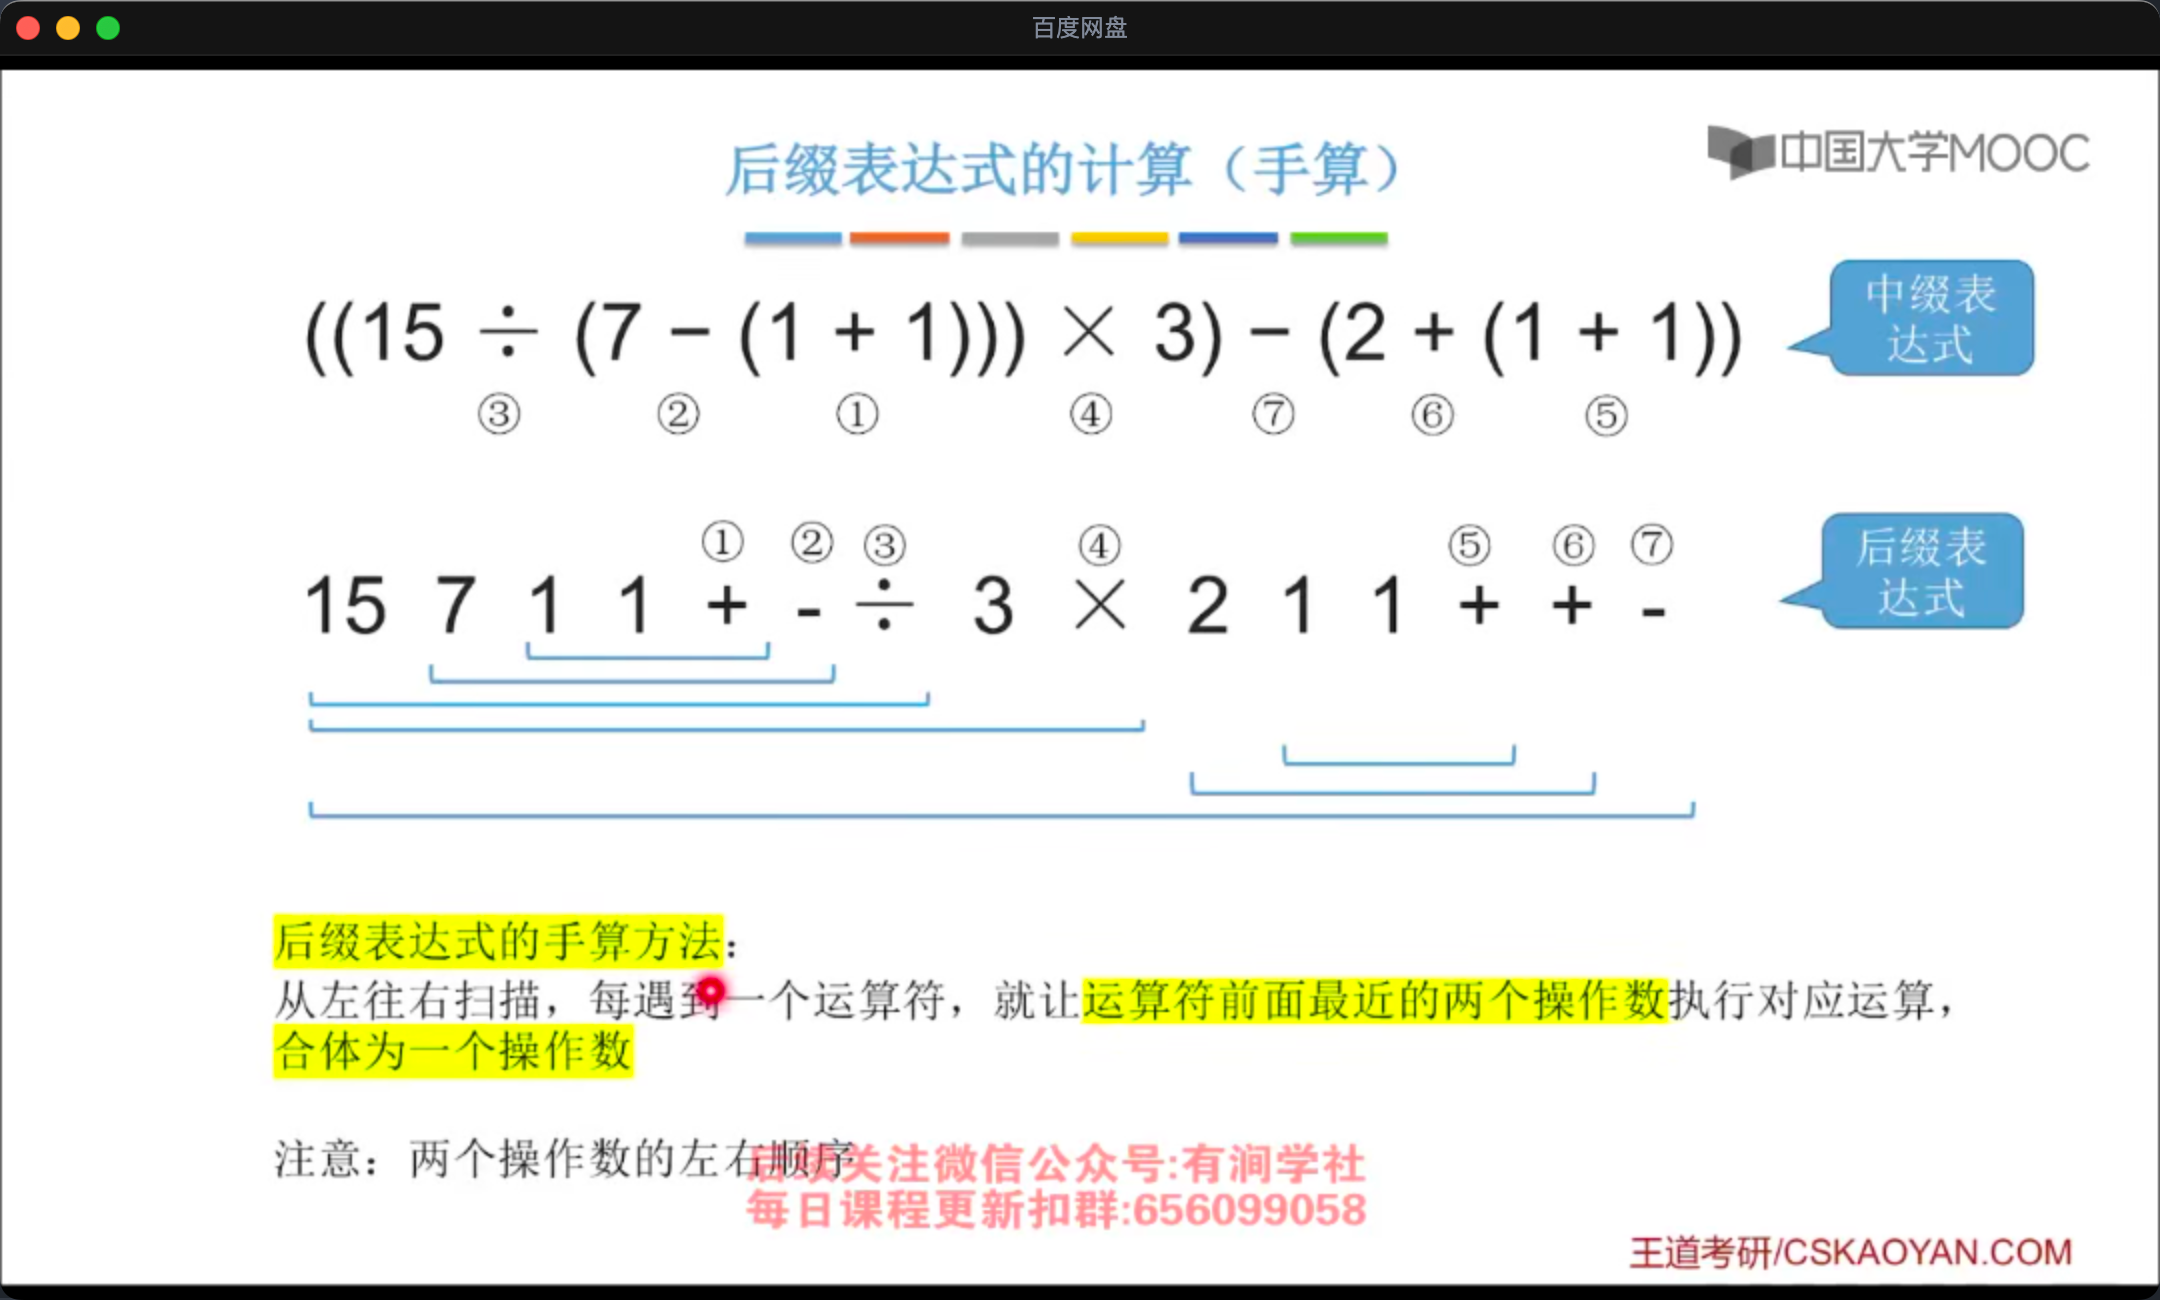 百度网盘
后缀表达式的计算（手算）
中国大学MOOC
((15 ÷ (7 − (1 + 1))) × 3) − (2 + (1 + 1))
③ ② ① ④ ⑦ ⑥ ⑤
中缀表
达式
① ② ③ ④ ⑤ ⑥ ⑦
15 7 1 1 + - ÷ 3 × 2 1 1 + + -
后缀表
达式
后缀表达式的手算方法：
从左往右扫描，每遇到一个运算符，就让运算符前面最近的两个操作数执行对应运算，
合体为一个操作数
注意：两个操作数的左右顺序
后续关注微信公众号:有涧学社
每日课程更新扣群:656099058
王道考研/CSKAOYAN.COM